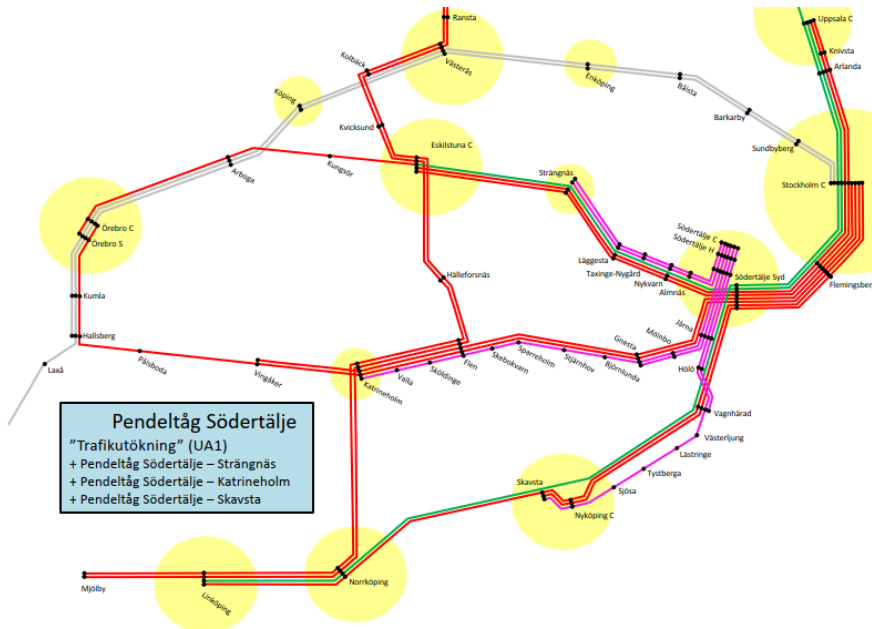 Ransta
Uppsala C
Knivsta
Arlanda
Kolbäck
Västerås
Enköping
Bålsta
Köping
Barkarby
Sundbyberg
Kvicksund
Eskilstuna C
Kungsör
Arboga
Strängnäs
Stockholm C
Örebro C
Örebro S
Södertälje C
Södertälje H
Läggesta
Taxinge-Nygård
Nykvarn
Almnäs
Södertälje Syd
Flemingsberg
Hälleforsnäs
Kumla
Hallsberg
Laxå
Pålsboda
Vingåker
Katrineholm
Valla
Sköldinge
Flen
Skebokvarn
Sparreholm
Stjärnhov
Björnlunda
Gnesta
Mölnbo
Järna
Hölö
Vagnhärad
Västerljung
Lästringe
Tystberga
Sjösa
Skavsta
Nyköping C
Pendeltåg Södertälje
"Trafikutökning" (UA1)
+ Pendeltåg Södertälje – Strängnäs
+ Pendeltåg Södertälje – Katrineholm
+ Pendeltåg Södertälje – Skavsta
Mjölby
Linköping
Norrköping